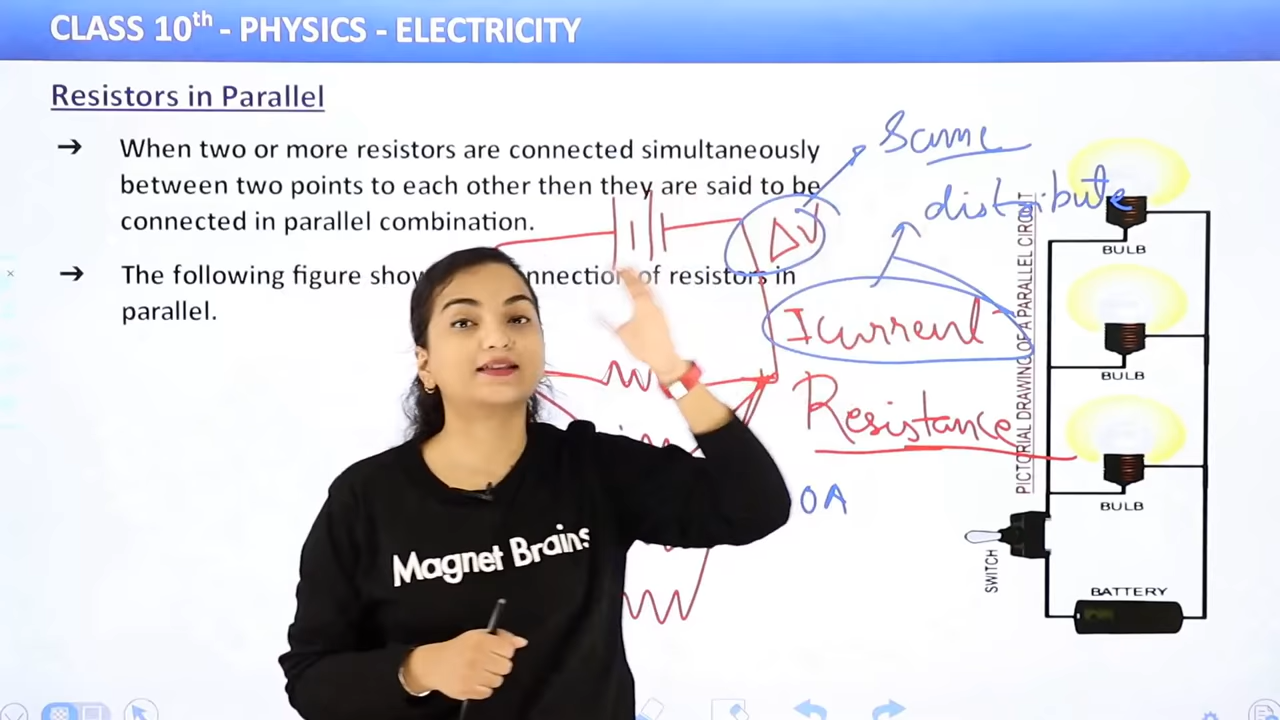 CLASS 10th - PHYSICS - ELECTRICITY
Resistors in Parallel
→ When two or more resistors are connected simultaneously
between two points to each other then they are said to be
connected in parallel combination.
→ The following figure sho nnection of resistors in
parallel.
same
distribute
ΔV
I current
Resistance
0A
PICTORIAL DRAWING OF A PARALLEL CIRCUIT
BULB
BULB
BULB
SWITCH
BATTERY
Magnet Brains